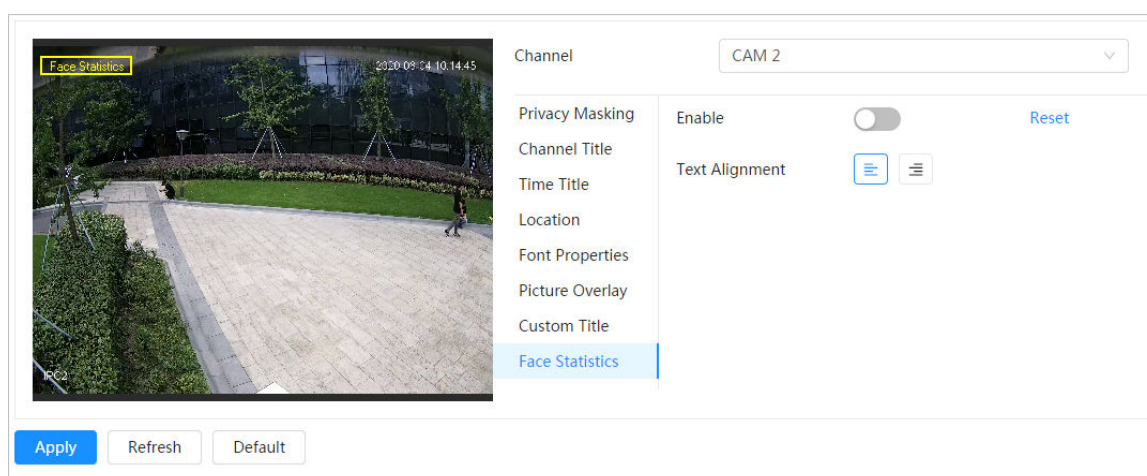 Face Statistics
2020-08-04 10:14:45
IPC2
Channel
CAM 2
Privacy Masking
Channel Title
Time Title
Location
Font Properties
Picture Overlay
Custom Title
Face Statistics
Enable
Reset
Text Alignment
Apply
Refresh
Default